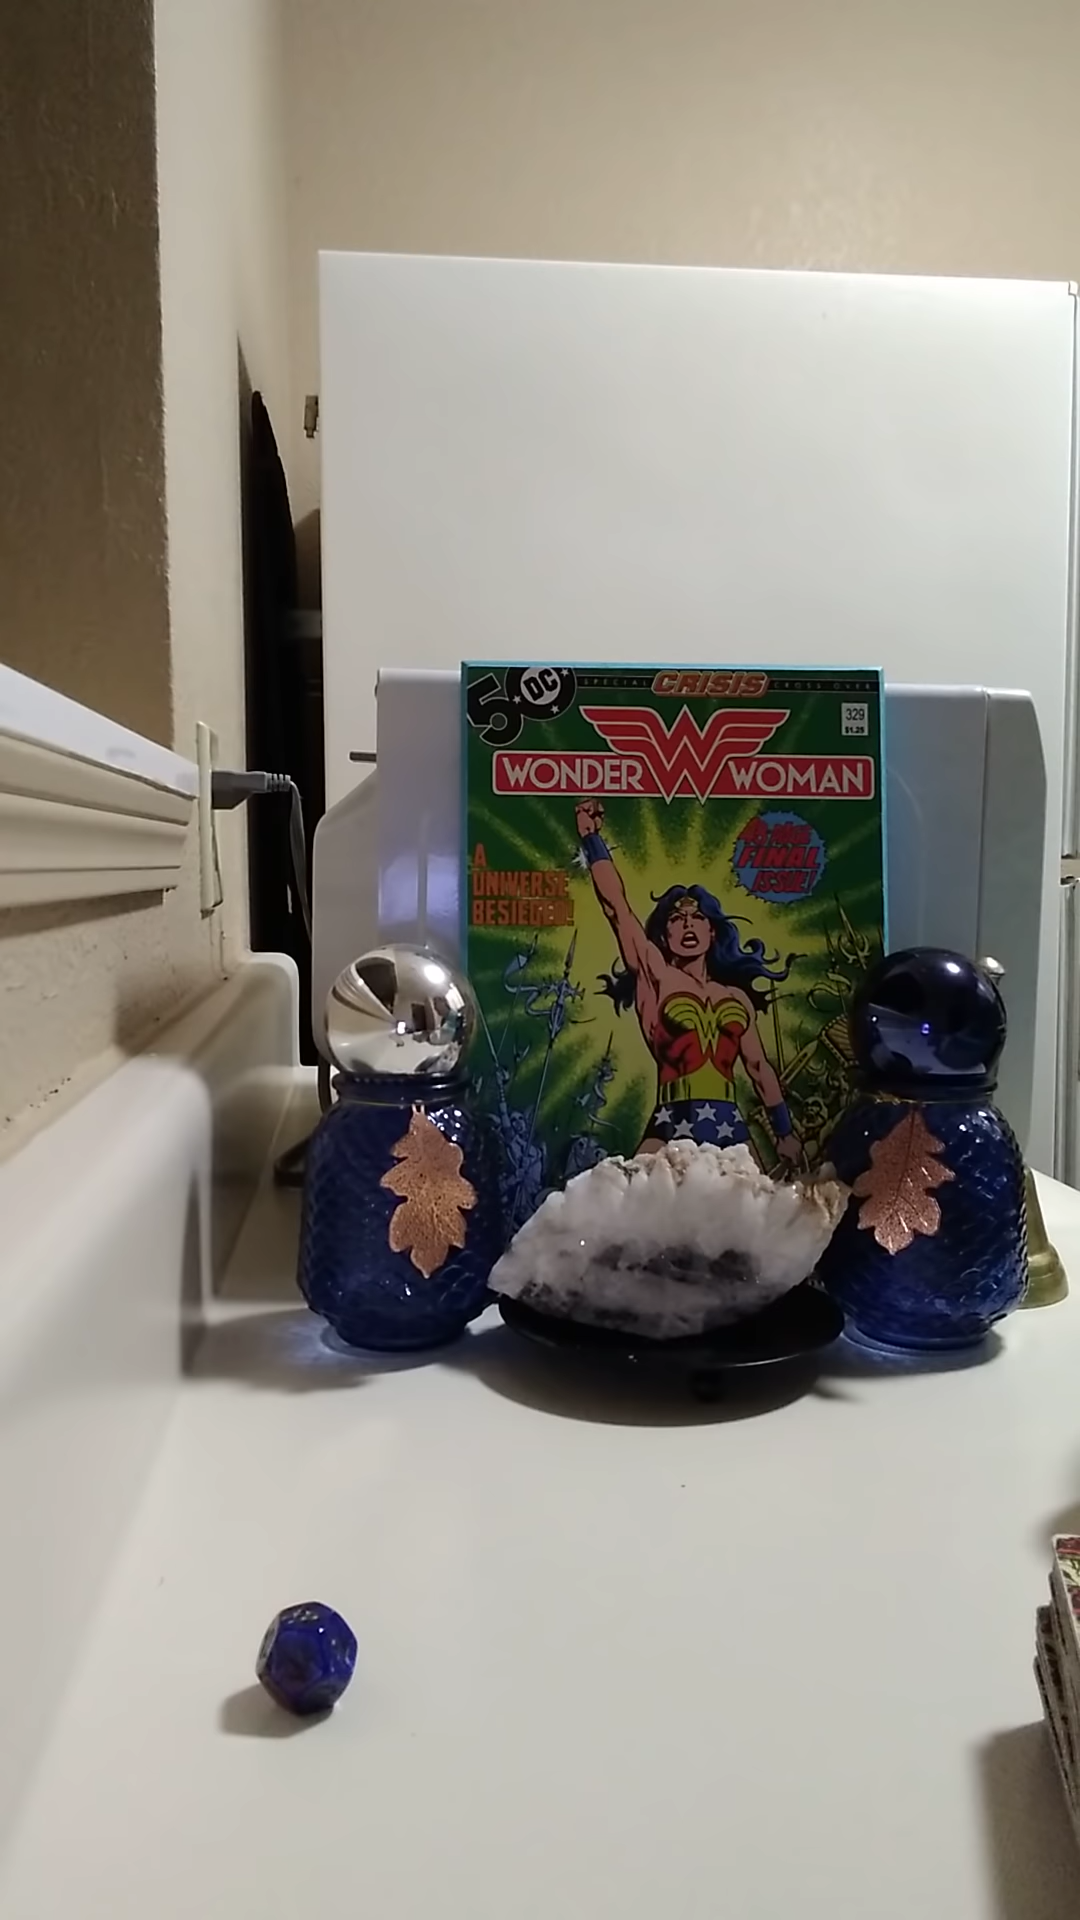 50
DC
SPECIAL CRISIS CROSS-OVER
329
$1.25
WONDER W WOMAN
A
UNIVERSE
BESIEGED!
FINAL
ISSUE!